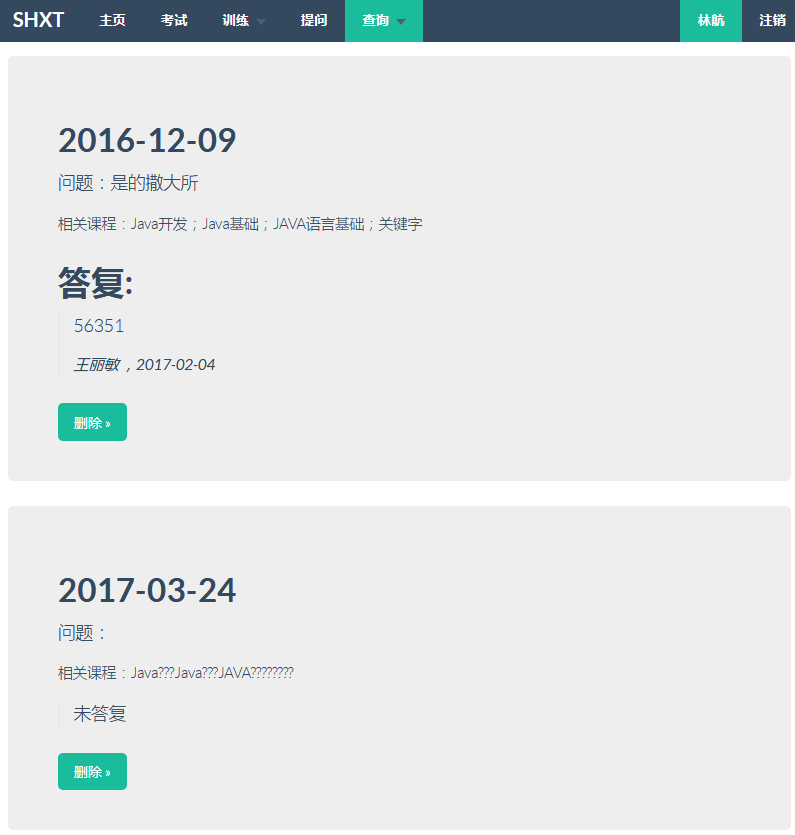 SHXT 主页 考试 训练 提问 查询 林航 注销
2016-12-09
问题：是的撒大所
相关课程：Java开发；Java基础；JAVA语言基础；关键字
答复:
56351
王丽敏，2017-02-04
删除 »
2017-03-24
问题：
相关课程：Java???Java???JAVA????????
未答复
删除 »